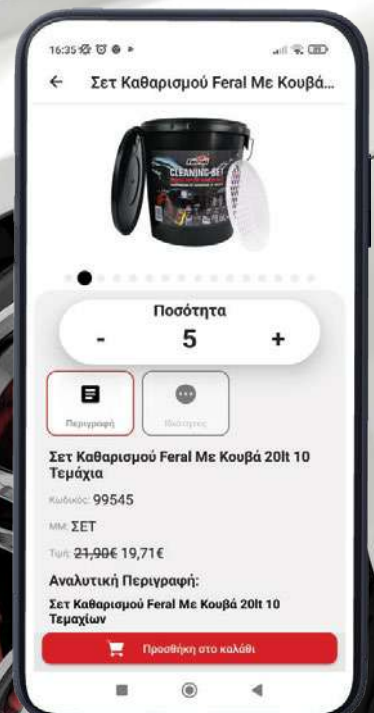 16:35
Σετ Καθαρισμού Feral Με Κουβά...
CLEANING SET
Ποσότητα
- 5 +
Περιγραφή
Ιδιότητες
Σετ Καθαρισμού Feral Με Κουβά 20lt 10
Τεμάχια
Κωδικός: 99545
ΜΜ: ΣΕΤ
Τιμή: 21,90€ 19,71€
Αναλυτική Περιγραφή:
Σετ Καθαρισμού Feral Με Κουβά 20lt 10
Τεμαχίων
Προσθήκη στο καλάθι